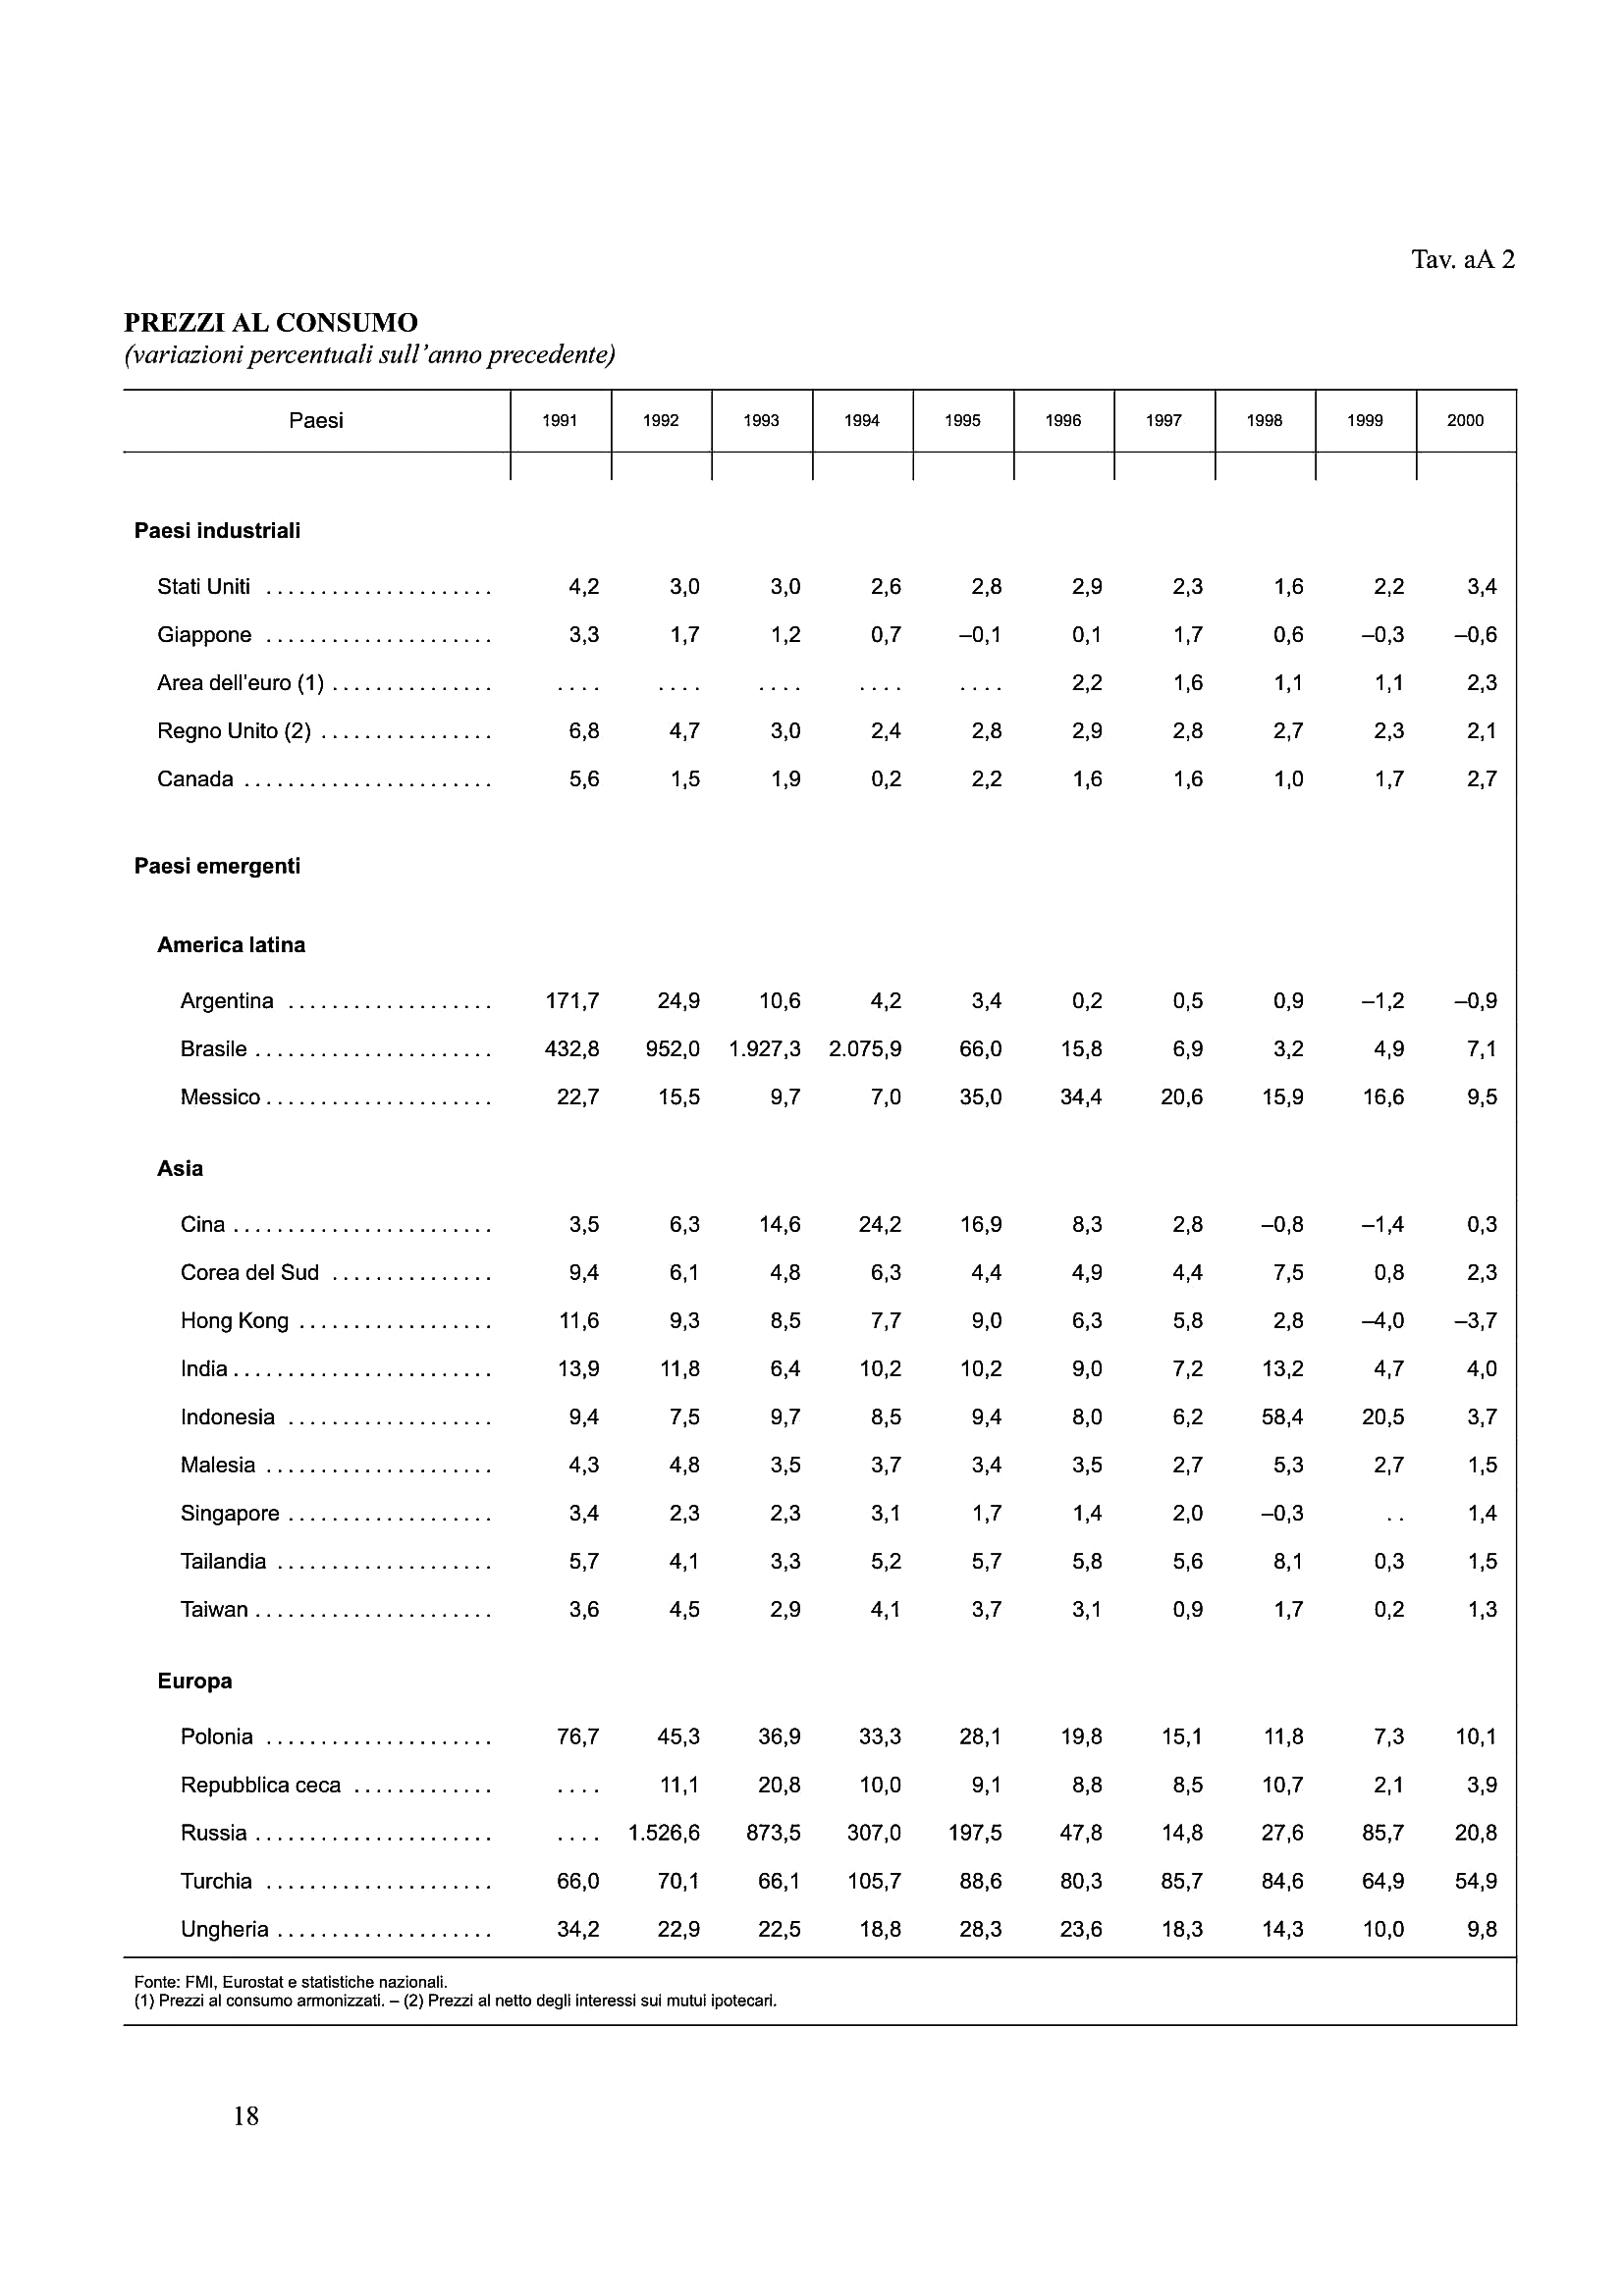 Tav. aA 2
PREZZI AL CONSUMO
(variazioni percentuali sull'anno precedente)
Paesi 1991 1992 1993 1994 1995 1996 1997 1998 1999 2000
Paesi industriali
Stati Uniti ..................... 4,2 3,0 3,0 2,6 2,8 2,9 2,3 1,6 2,2 3,4
Giappone ..................... 3,3 1,7 1,2 0,7 –0,1 0,1 1,7 0,6 –0,3 –0,6
Area dell'euro (1) ............... .... .... .... .... .... 2,2 1,6 1,1 1,1 2,3
Regno Unito (2) ................ 6,8 4,7 3,0 2,4 2,8 2,9 2,8 2,7 2,3 2,1
Canada ....................... 5,6 1,5 1,9 0,2 2,2 1,6 1,6 1,0 1,7 2,7
Paesi emergenti
America latina
Argentina ................... 171,7 24,9 10,6 4,2 3,4 0,2 0,5 0,9 –1,2 –0,9
Brasile ...................... 432,8 952,0 1.927,3 2.075,9 66,0 15,8 6,9 3,2 4,9 7,1
Messico ..................... 22,7 15,5 9,7 7,0 35,0 34,4 20,6 15,9 16,6 9,5
Asia
Cina ........................ 3,5 6,3 14,6 24,2 16,9 8,3 2,8 –0,8 –1,4 0,3
Corea del Sud ............... 9,4 6,1 4,8 6,3 4,4 4,9 4,4 7,5 0,8 2,3
Hong Kong .................. 11,6 9,3 8,5 7,7 9,0 6,3 5,8 2,8 –4,0 –3,7
India ........................ 13,9 11,8 6,4 10,2 10,2 9,0 7,2 13,2 4,7 4,0
Indonesia ................... 9,4 7,5 9,7 8,5 9,4 8,0 6,2 58,4 20,5 3,7
Malesia ..................... 4,3 4,8 3,5 3,7 3,4 3,5 2,7 5,3 2,7 1,5
Singapore ................... 3,4 2,3 2,3 3,1 1,7 1,4 2,0 –0,3 .. 1,4
Tailandia .................... 5,7 4,1 3,3 5,2 5,7 5,8 5,6 8,1 0,3 1,5
Taiwan ...................... 3,6 4,5 2,9 4,1 3,7 3,1 0,9 1,7 0,2 1,3
Europa
Polonia ..................... 76,7 45,3 36,9 33,3 28,1 19,8 15,1 11,8 7,3 10,1
Repubblica ceca ............. .... 11,1 20,8 10,0 9,1 8,8 8,5 10,7 2,1 3,9
Russia ...................... .... 1.526,6 873,5 307,0 197,5 47,8 14,8 27,6 85,7 20,8
Turchia ..................... 66,0 70,1 66,1 105,7 88,6 80,3 85,7 84,6 64,9 54,9
Ungheria .................... 34,2 22,9 22,5 18,8 28,3 23,6 18,3 14,3 10,0 9,8
Fonte: FMI, Eurostat e statistiche nazionali.
(1) Prezzi al consumo armonizzati. – (2) Prezzi al netto degli interessi sui mutui ipotecari.
18